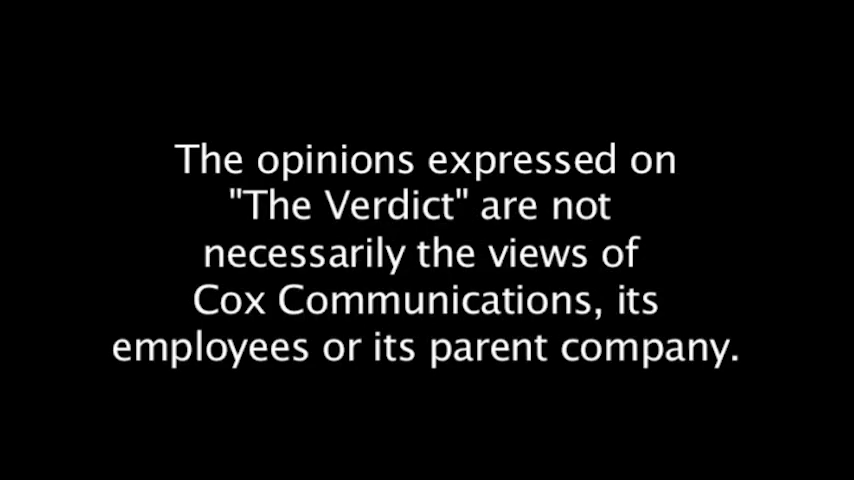 The opinions expressed on
"The Verdict" are not
necessarily the views of
Cox Communications, its
employees or its parent company.